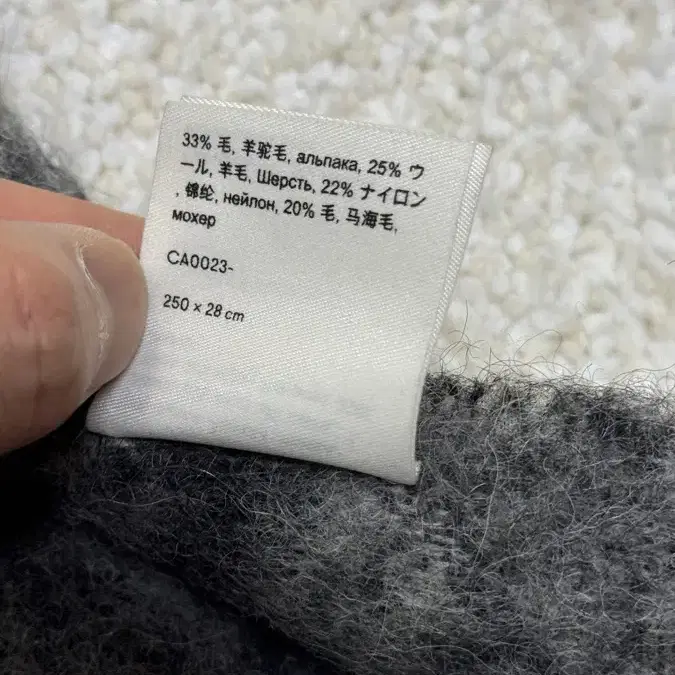 33% 毛, 羊驼毛, альпака, 25% ウ
ール, 羊毛, Шерсть, 22% ナイロン
, 锦纶, нейлон, 20% 毛, 马海毛,
мохер
CA0023-
250 x 28 cm